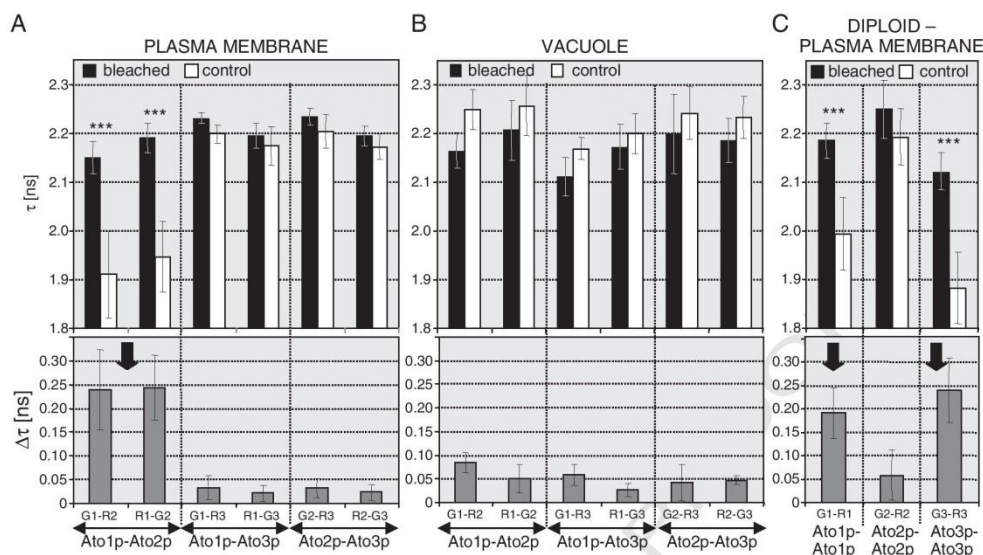 A
PLASMA MEMBRANE
bleached control
2.3
2.2
2.1
2.0
1.9
1.8
τ [ns]
*** ***
0.30
0.25
0.20
0.15
0.10
0.05
0
Δτ [ns]
G1-R2 R1-G2 G1-R3 R1-G3 G2-R3 R2-G3
Ato1p-Ato2p Ato1p-Ato3p Ato2p-Ato3p
B
VACUOLE
bleached control
2.3
2.2
2.1
2.0
1.9
1.8
0.30
0.25
0.20
0.15
0.10
0.05
0
G1-R2 R1-G2 G1-R3 R1-G3 G2-R3 R2-G3
Ato1p-Ato2p Ato1p-Ato3p Ato2p-Ato3p
C
DIPLOID –
PLASMA MEMBRANE
bleached control
2.3
2.2
2.1
2.0
1.9
1.8
*** ***
0.30
0.25
0.20
0.15
0.10
0.05
0
G1-R1 G2-R2 G3-R3
Ato1p- Ato2p- Ato3p-
Ato1p Ato2p Ato3p